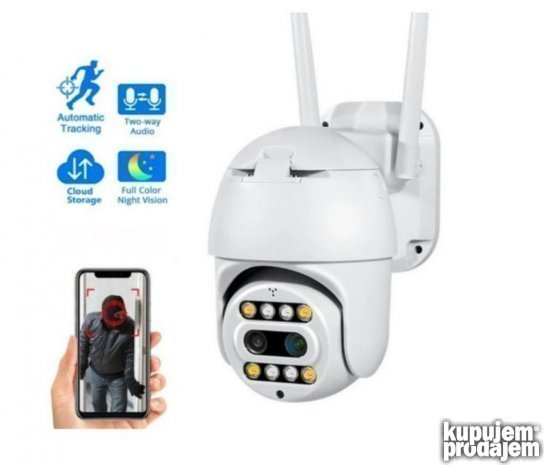 Automatic
Tracking
Two-way
Audio
Cloud
Storage
Full Color
Night Vision
kupujem
prodajem